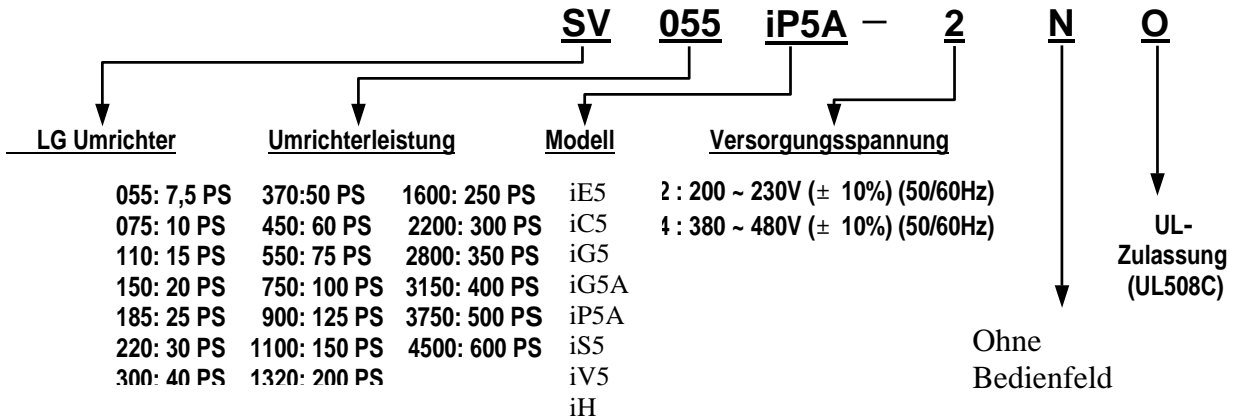 SV 055 iP5A – 2 N O
LG Umrichter Umrichterleistung Modell Versorgungsspannung
055: 7,5 PS 370:50 PS 1600: 250 PS iE5 2 : 200 ~ 230V (± 10%) (50/60Hz)
075: 10 PS 450: 60 PS 2200: 300 PS iC5 4 : 380 ~ 480V (± 10%) (50/60Hz)
110: 15 PS 550: 75 PS 2800: 350 PS iG5
150: 20 PS 750: 100 PS 3150: 400 PS iG5A
185: 25 PS 900: 125 PS 3750: 500 PS iP5A
220: 30 PS 1100: 150 PS 4500: 600 PS iS5
300: 40 PS 1320: 200 PS iV5
iH
UL-
Zulassung
(UL508C)
Ohne
Bedienfeld